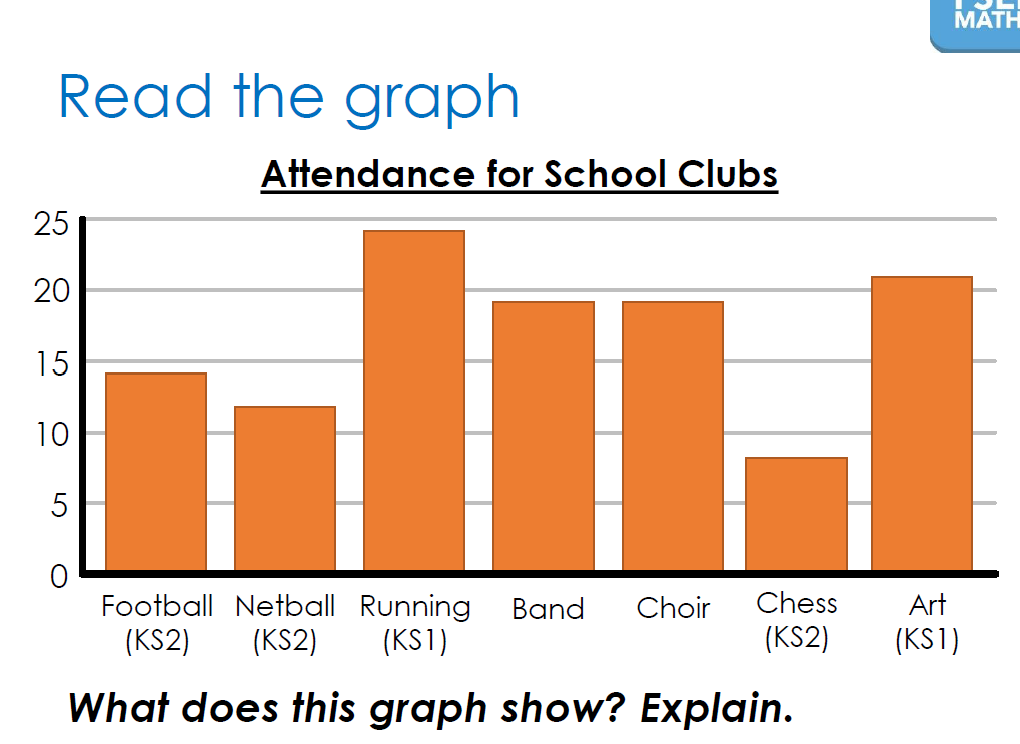 MATH
Read the graph
Attendance for School Clubs
25
20
15
10
5
0
Football Netball Running Band Choir Chess Art
(KS2) (KS2) (KS1) (KS2) (KS1)
What does this graph show? Explain.